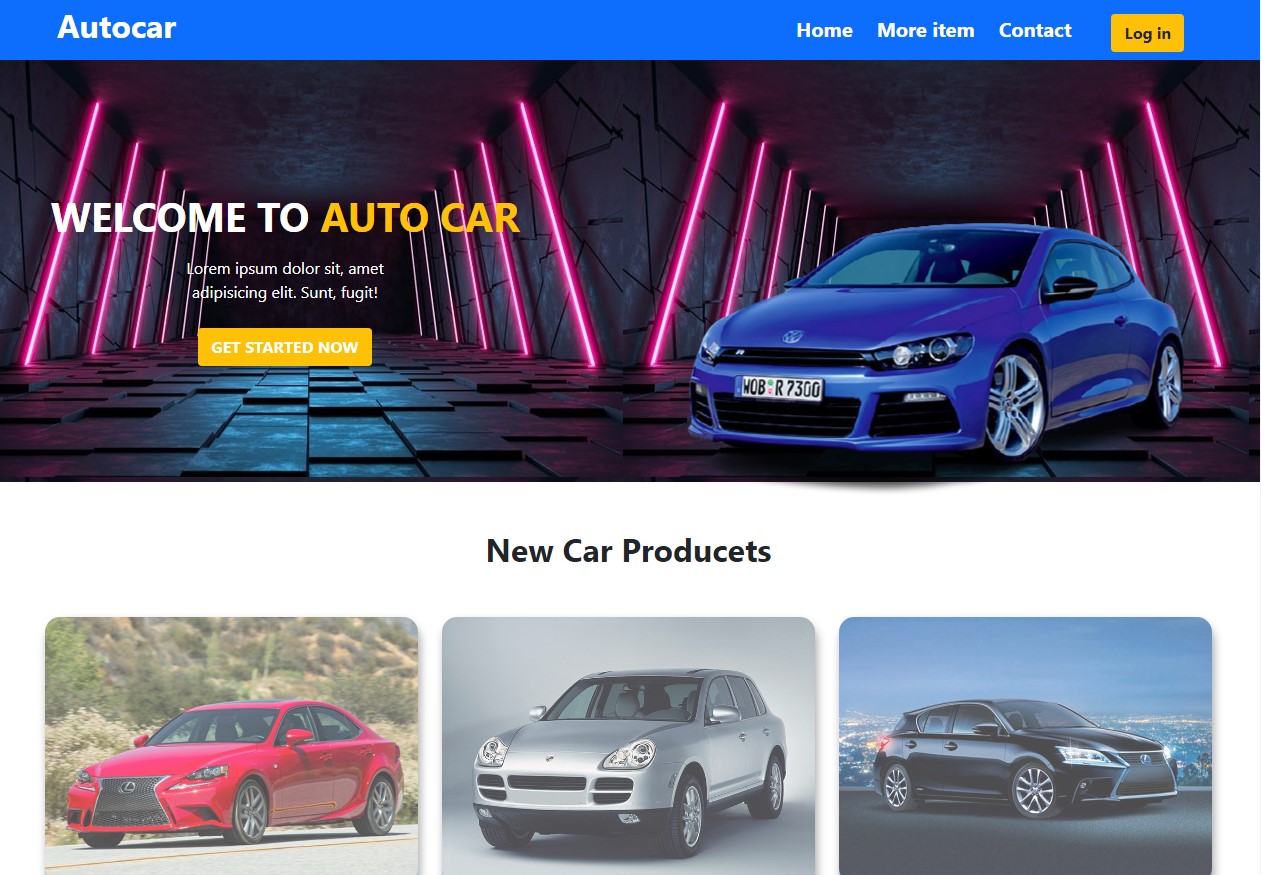 Autocar
Home More item Contact Log in
WELCOME TO AUTO CAR
Lorem ipsum dolor sit, amet
adipisicing elit. Sunt, fugit!
GET STARTED NOW
WOB R 7300
New Car Producets